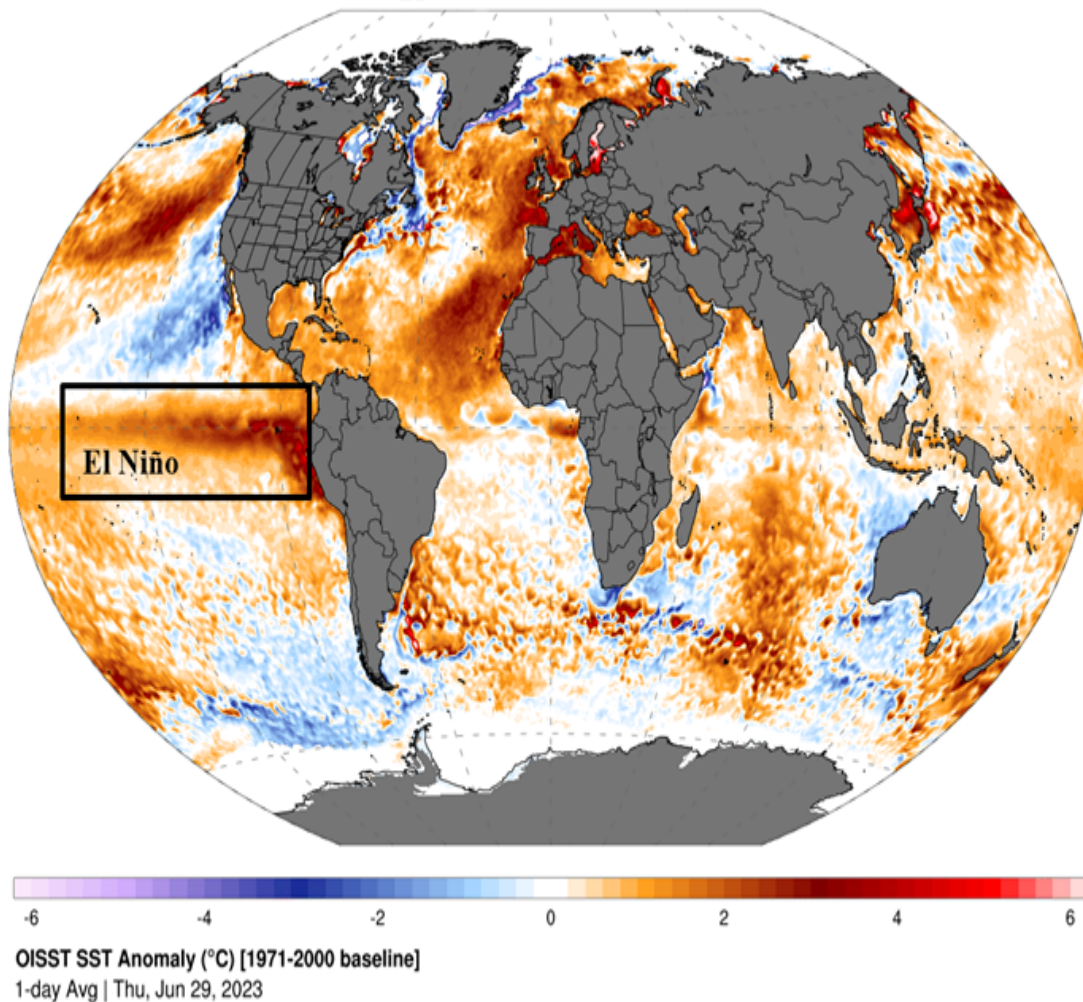 El Niño
-6 -4 -2 0 2 4 6
OISST SST Anomaly (°C) [1971-2000 baseline]
1-day Avg | Thu, Jun 29, 2023